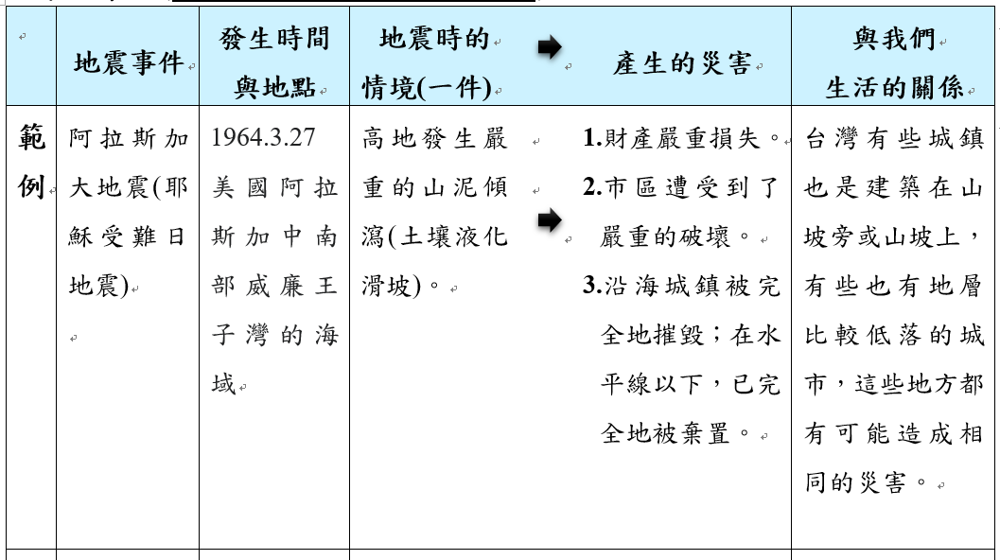 地震事件
發生時間
與地點
地震時的
情境(一件)
產生的災害
與我們
生活的關係
範
例
阿拉斯加
大地震(耶
穌受難日
地震)
1964.3.27
美國阿拉
斯加中南
部威廉王
子灣的海
域
高地發生嚴
重的山泥傾
瀉(土壤液化
滑坡)。
1.財產嚴重損失。
2.市區遭受到了
嚴重的破壞。
3.沿海城鎮被完
全地摧毀；在水
平線以下，已完
全地被棄置。
台灣有些城鎮
也是建築在山
坡旁或山坡上，
有些也有地層
比較低落的城
市，這些地方都
有可能造成相
同的災害。